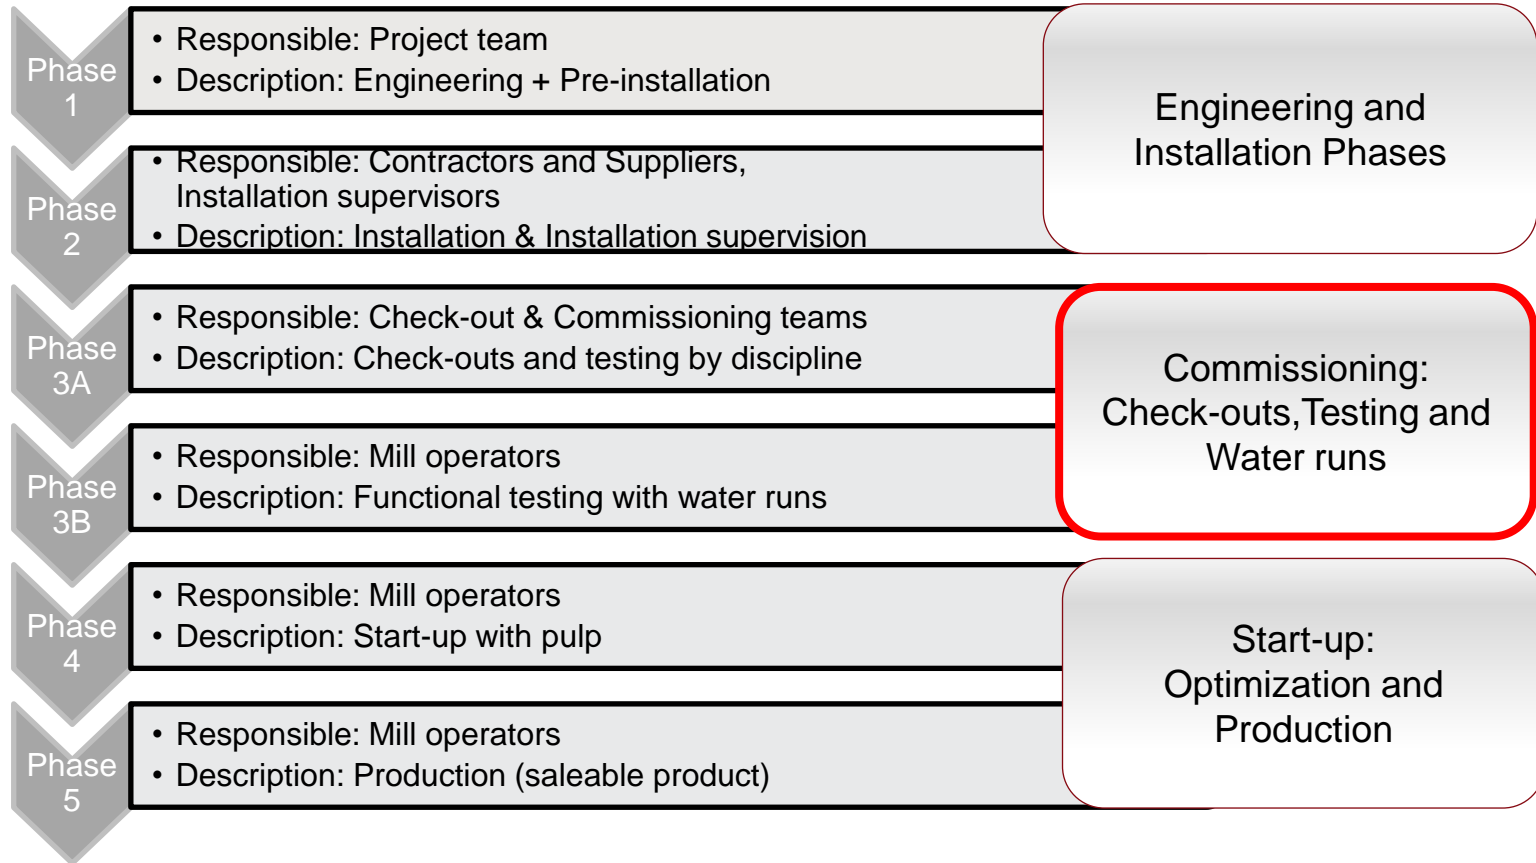 Phase
1
• Responsible: Project team
• Description: Engineering + Pre-installation
Phase
2
• Responsible: Contractors and Suppliers,
Installation supervisors
• Description: Installation & Installation supervision
Engineering and
Installation Phases
Phase
3A
• Responsible: Check-out & Commissioning teams
• Description: Check-outs and testing by discipline
Phase
3B
• Responsible: Mill operators
• Description: Functional testing with water runs
Commissioning:
Check-outs,Testing and
Water runs
Phase
4
• Responsible: Mill operators
• Description: Start-up with pulp
Phase
5
• Responsible: Mill operators
• Description: Production (saleable product)
Start-up:
Optimization and
Production